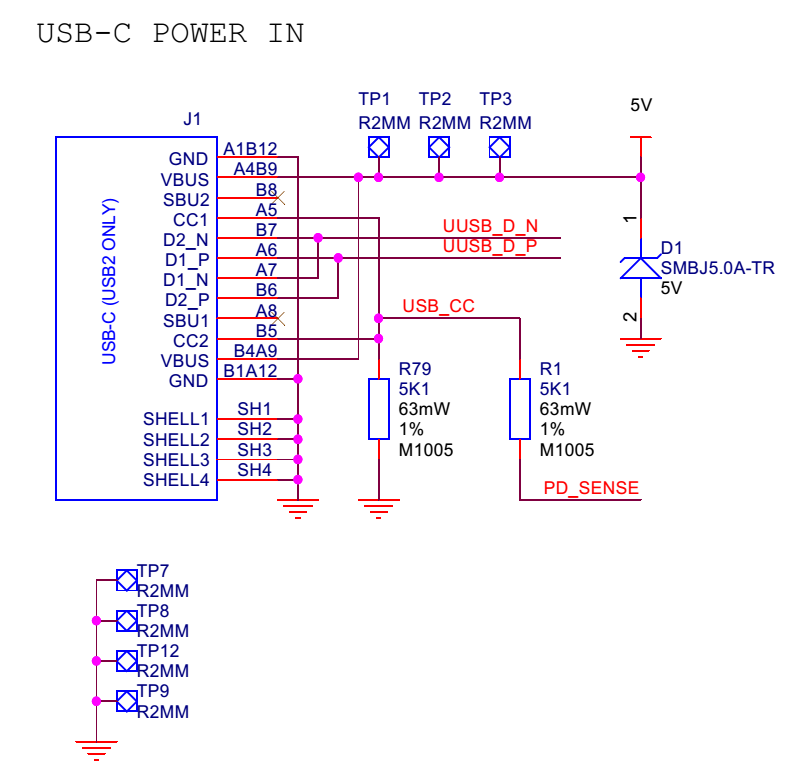 USB-C POWER IN
J1
USB-C (USB2 ONLY)
GND A1B12
VBUS A4B9
SBU2 B8
CC1 A5
D2_N B7
D1_P A6
D1_N A7
D2_P B6
SBU1 A8
CC2 B5
VBUS B4A9
GND B1A12
SHELL1 SH1
SHELL2 SH2
SHELL3 SH3
SHELL4 SH4
TP1 TP2 TP3
R2MM R2MM R2MM
5V
UUSB_D_N
UUSB_D_P
1
D1
SMBJ5.0A-TR
5V
2
USB_CC
R79
5K1
63mW
1%
M1005
R1
5K1
63mW
1%
M1005
PD_SENSE
TP7
R2MM
TP8
R2MM
TP12
R2MM
TP9
R2MM